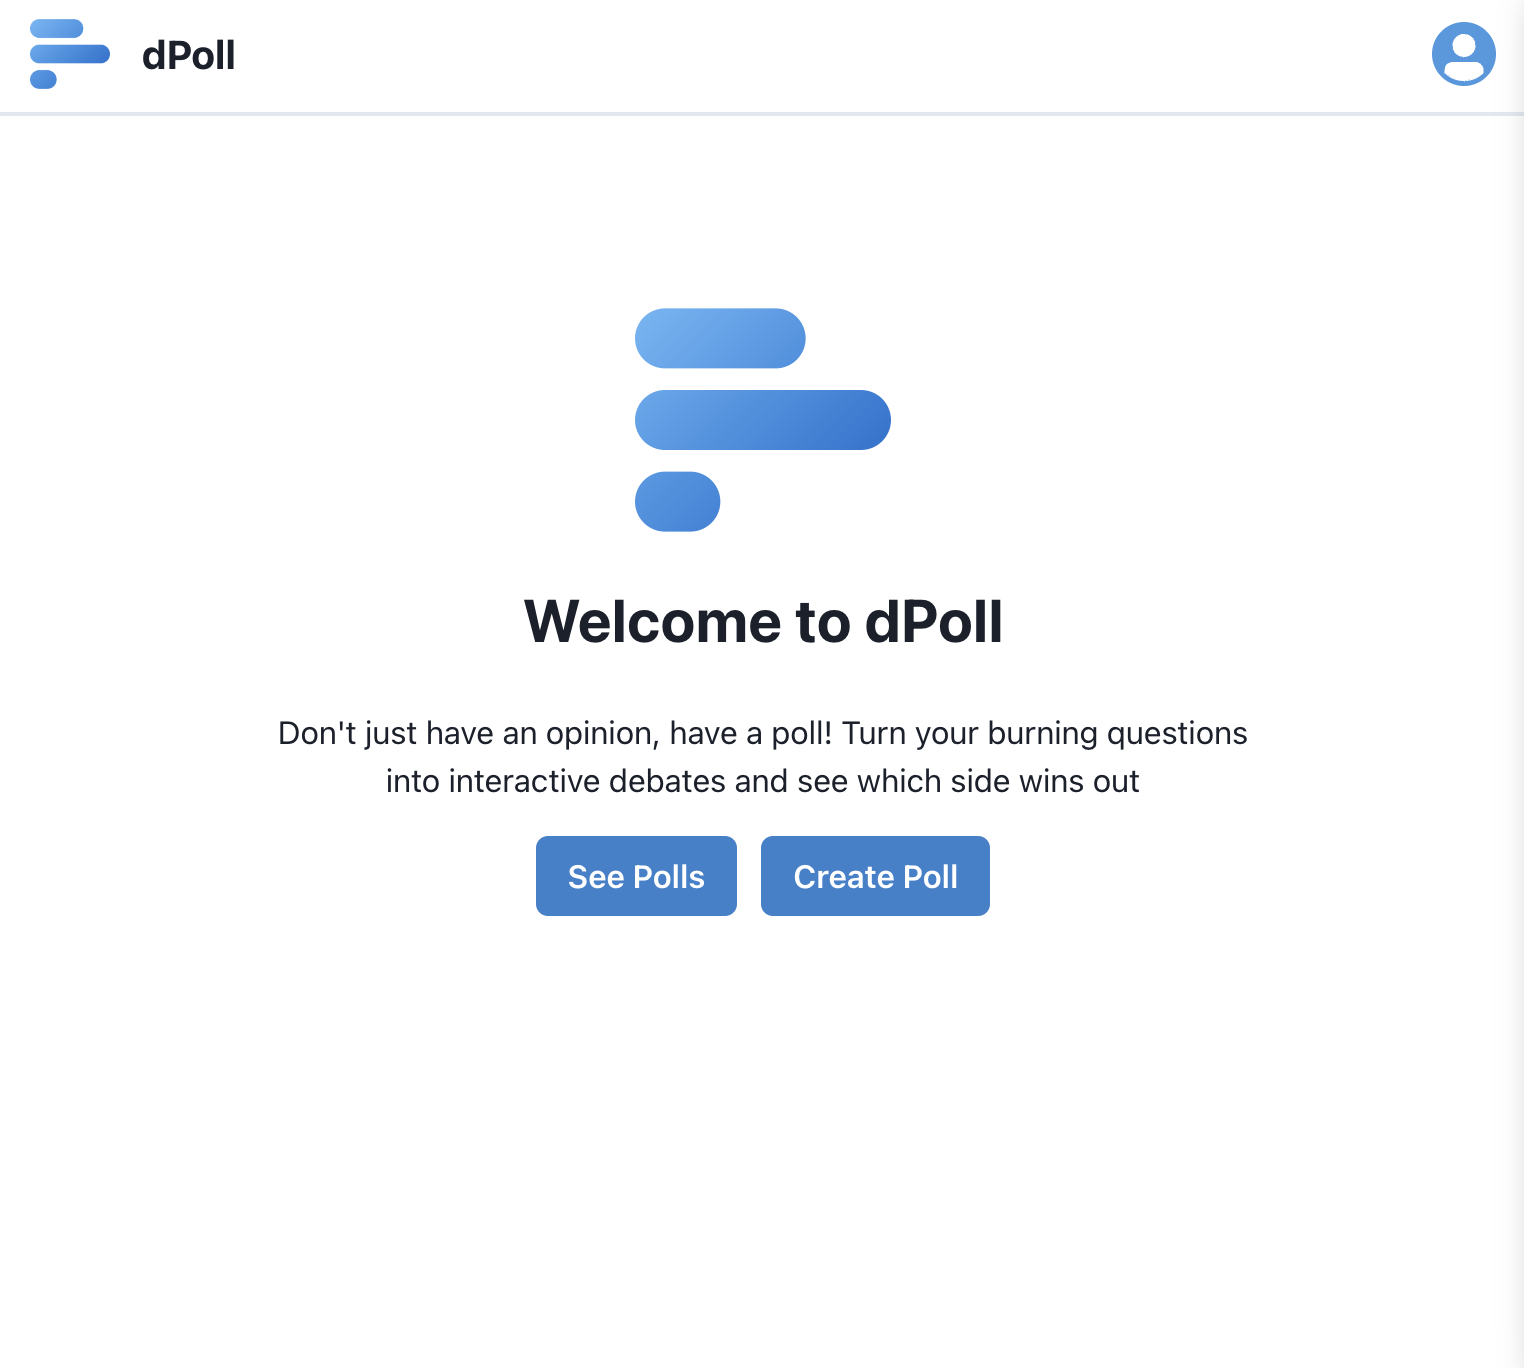 dPoll
Welcome to dPoll
Don't just have an opinion, have a poll! Turn your burning questions
into interactive debates and see which side wins out
See Polls
Create Poll